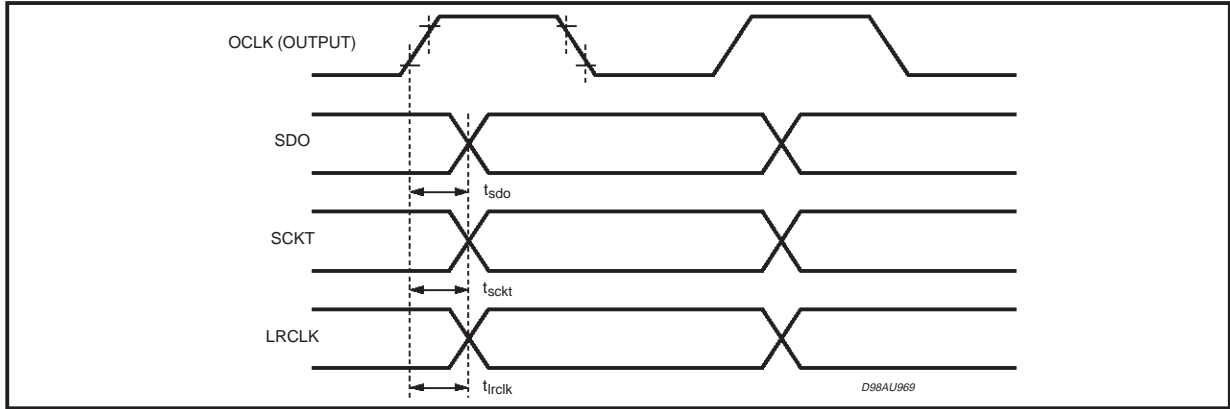 OCLK (OUTPUT)
SDO
tsdo
SCKT
tsckt
LRCLK
tlrclk
D98AU969